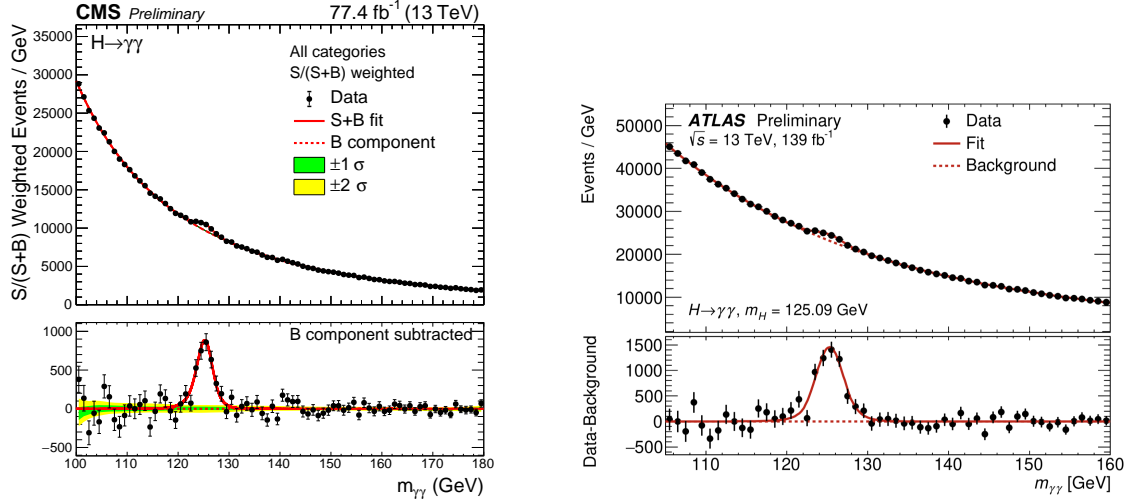 CMS Preliminary 77.4 fb⁻¹ (13 TeV)
H→γγ
All categories
S/(S+B) weighted
Data
S+B fit
B component
±1 σ
±2 σ
S/(S+B) Weighted Events / GeV
35000
30000
25000
20000
15000
10000
5000
0
B component subtracted
1000
500
0
−500
100 110 120 130 140 150 160 170 180
mγγ (GeV)
ATLAS Preliminary
√s = 13 TeV, 139 fb⁻¹
Data
Fit
Background
Events / GeV
50000
40000
30000
20000
10000
H→γγ, mH = 125.09 GeV
Data-Background
1500
1000
500
0
−500
110 120 130 140 150 160
mγγ [GeV]